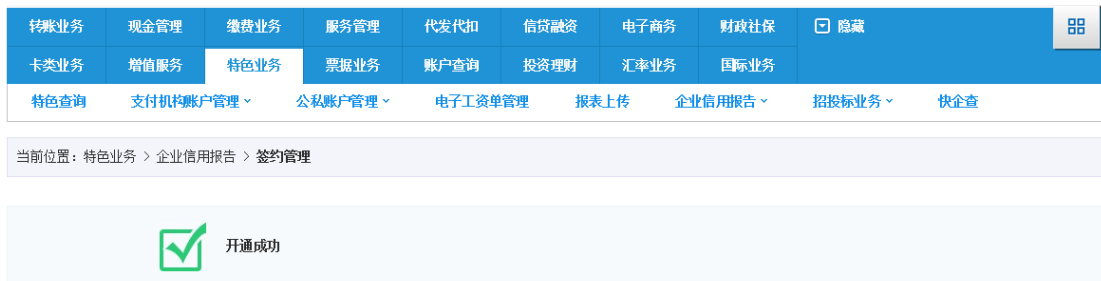 转账业务 现金管理 缴费业务 服务管理 代发代扣 信贷融资 电子商务 财政社保 隐藏
卡类业务 增值服务 特色业务 票据业务 账户查询 投资理财 汇率业务 国际业务
特色查询 支付机构账户管理 公私账户管理 电子工资单管理 报表上传 企业信用报告 招投标业务 快企查
当前位置：特色业务 > 企业信用报告 > 签约管理
开通成功